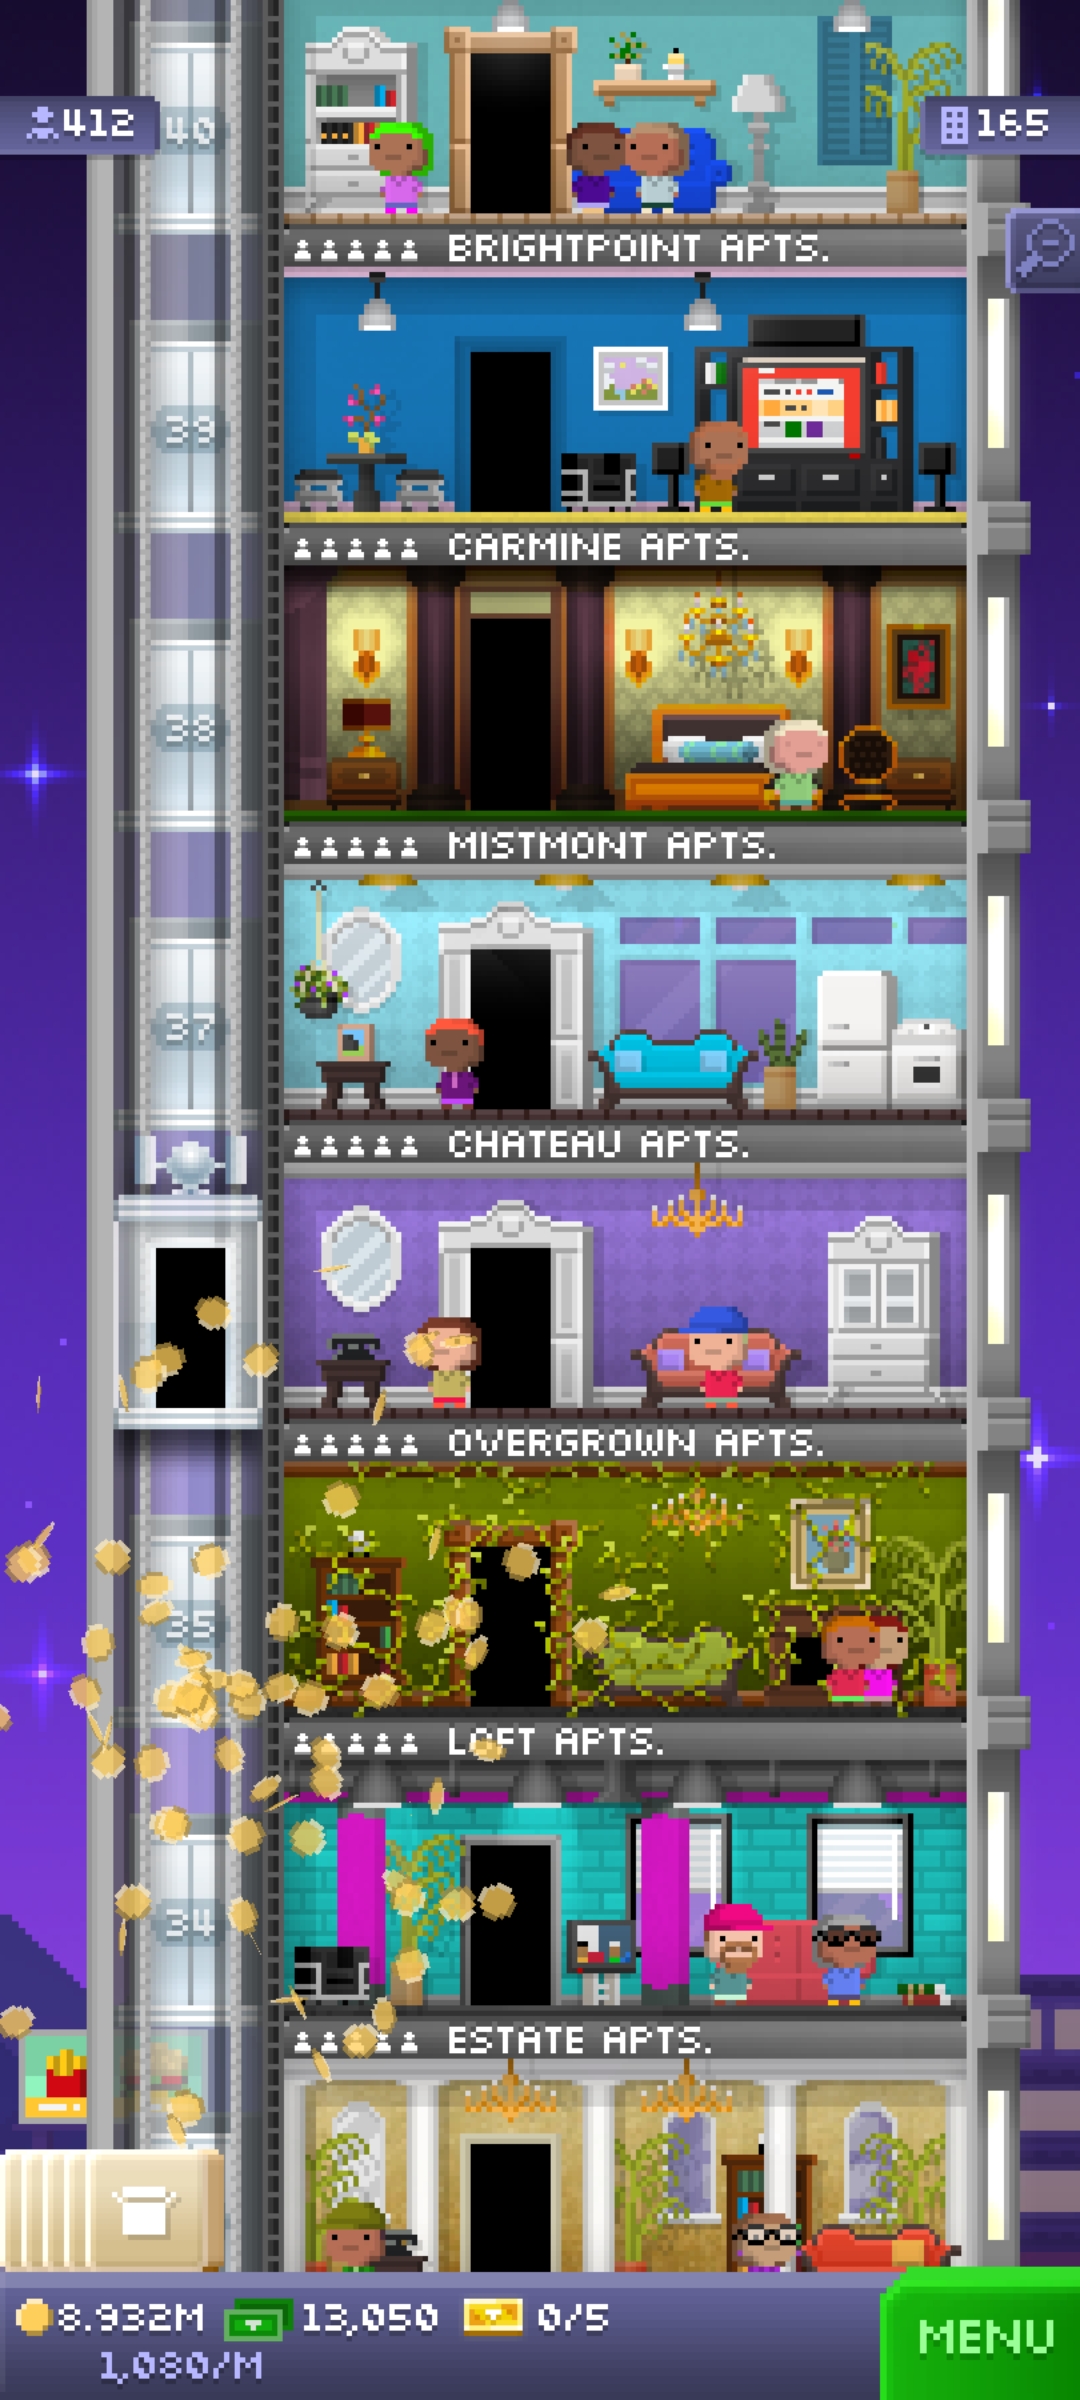 412
40
165
BRIGHTPOINT APTS.
39
CARMINE APTS.
38
MISTMONT APTS.
37
CHATEAU APTS.
OVERGROWN APTS.
35
LOFT APTS.
34
ESTATE APTS.
8.932M
13,050
0/5
MENU
1,080/M